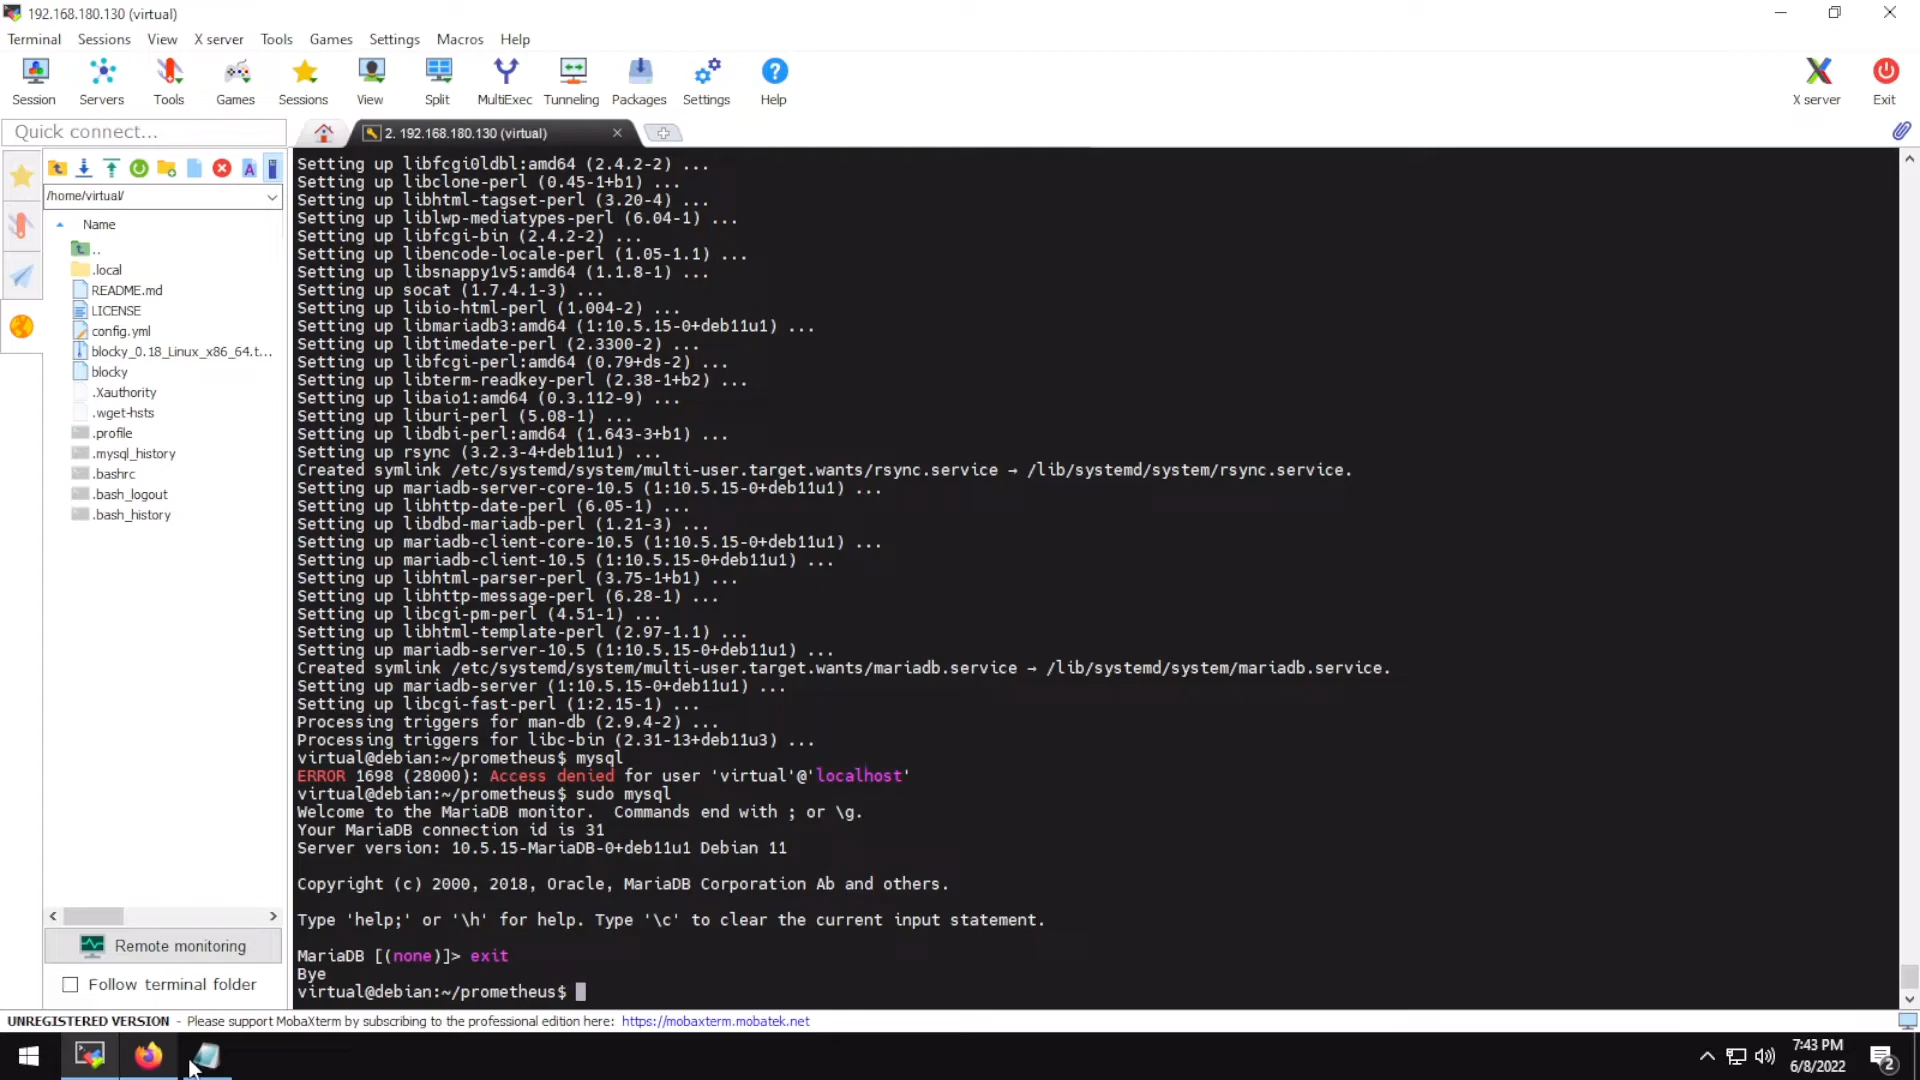 192.168.180.130 (virtual)
Terminal Sessions View X server Tools Games Settings Macros Help
Session Servers Tools Games Sessions View Split MultiExec Tunneling Packages Settings Help X server Exit
Quick connect...
2. 192.168.180.130 (virtual)
/home/virtual/
Name
..
.local
README.md
LICENSE
config.yml
blocky_0.18_Linux_x86_64.t...
blocky
.Xauthority
.wget-hsts
.profile
.mysql_history
.bashrc
.bash_logout
.bash_history
Remote monitoring
Follow terminal folder
Setting up libfcgi0ldbl:amd64 (2.4.2-2) ...
Setting up libclone-perl (0.45-1+b1) ...
Setting up libhtml-tagset-perl (3.20-4) ...
Setting up liblwp-mediatypes-perl (6.04-1) ...
Setting up libfcgi-bin (2.4.2-2) ...
Setting up libencode-locale-perl (1.05-1.1) ...
Setting up libsnappy1v5:amd64 (1.1.8-1) ...
Setting up socat (1.7.4.1-3) ...
Setting up libio-html-perl (1.004-2) ...
Setting up libmariadb3:amd64 (1:10.5.15-0+deb11u1) ...
Setting up libtimedate-perl (2.3300-2) ...
Setting up libfcgi-perl:amd64 (0.79+ds-2) ...
Setting up libterm-readkey-perl (2.38-1+b2) ...
Setting up libaio1:amd64 (0.3.112-9) ...
Setting up liburi-perl (5.08-1) ...
Setting up libdbi-perl:amd64 (1.643-3+b1) ...
Setting up rsync (3.2.3-4+deb11u1) ...
Created symlink /etc/systemd/system/multi-user.target.wants/rsync.service → /lib/systemd/system/rsync.service.
Setting up mariadb-server-core-10.5 (1:10.5.15-0+deb11u1) ...
Setting up libhttp-date-perl (6.05-1) ...
Setting up libdbd-mariadb-perl (1.21-3) ...
Setting up mariadb-client-core-10.5 (1:10.5.15-0+deb11u1) ...
Setting up mariadb-client-10.5 (1:10.5.15-0+deb11u1) ...
Setting up libhtml-parser-perl (3.75-1+b1) ...
Setting up libhttp-message-perl (6.28-1) ...
Setting up libcgi-pm-perl (4.51-1) ...
Setting up libhtml-template-perl (2.97-1.1) ...
Setting up mariadb-server-10.5 (1:10.5.15-0+deb11u1) ...
Created symlink /etc/systemd/system/multi-user.target.wants/mariadb.service → /lib/systemd/system/mariadb.service.
Setting up mariadb-server (1:10.5.15-0+deb11u1) ...
Setting up libcgi-fast-perl (1:2.15-1) ...
Processing triggers for man-db (2.9.4-2) ...
Processing triggers for libc-bin (2.31-13+deb11u3) ...
virtual@debian:~/prometheus$ mysql
ERROR 1698 (28000): Access denied for user 'virtual'@'localhost'
virtual@debian:~/prometheus$ sudo mysql
Welcome to the MariaDB monitor.  Commands end with ; or \g.
Your MariaDB connection id is 31
Server version: 10.5.15-MariaDB-0+deb11u1 Debian 11
Copyright (c) 2000, 2018, Oracle, MariaDB Corporation Ab and others.
Type 'help;' or '\h' for help. Type '\c' to clear the current input statement.
MariaDB [(none)]> exit
Bye
virtual@debian:~/prometheus$
UNREGISTERED VERSION - Please support MobaXterm by subscribing to the professional edition here: https://mobaxterm.mobatek.net
7:43 PM
6/8/2022
2